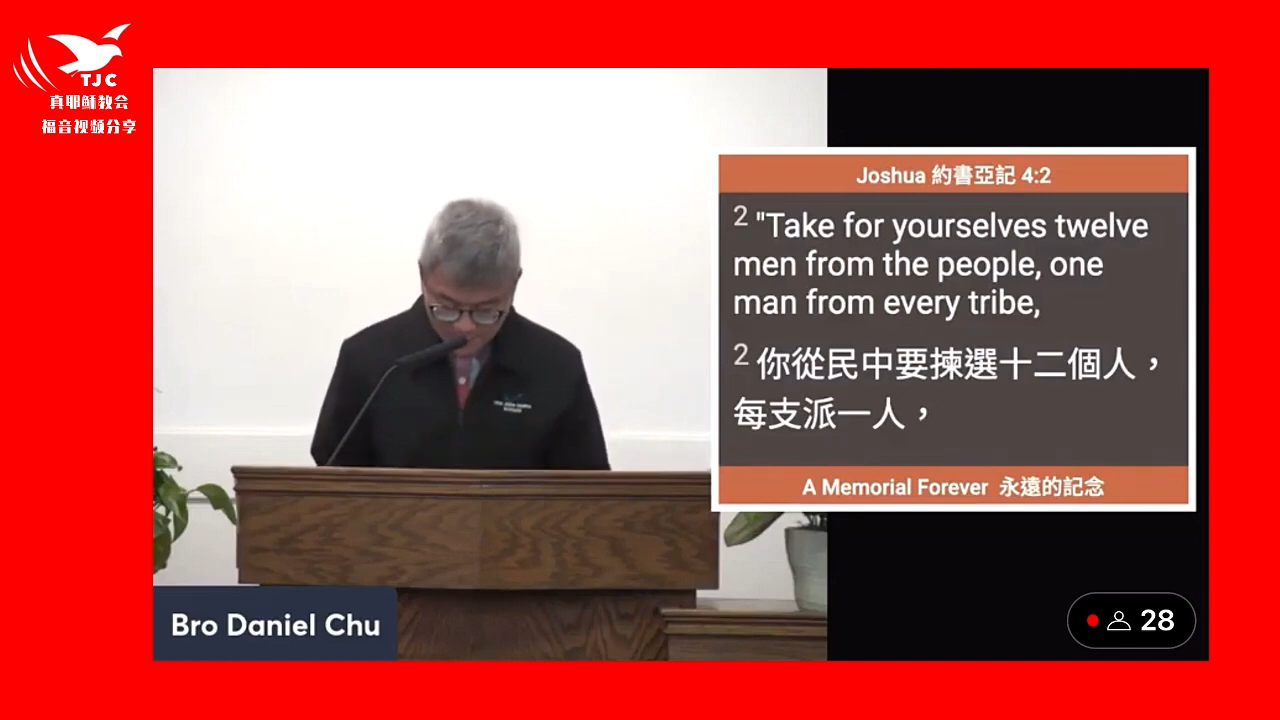 TJC
真耶穌教会
福音视频分享
Joshua 約書亞記 4:2
2 "Take for yourselves twelve
men from the people, one
man from every tribe,
2 你從民中要揀選十二個人，
每支派一人，
A Memorial Forever 永遠的記念
Bro Daniel Chu
28